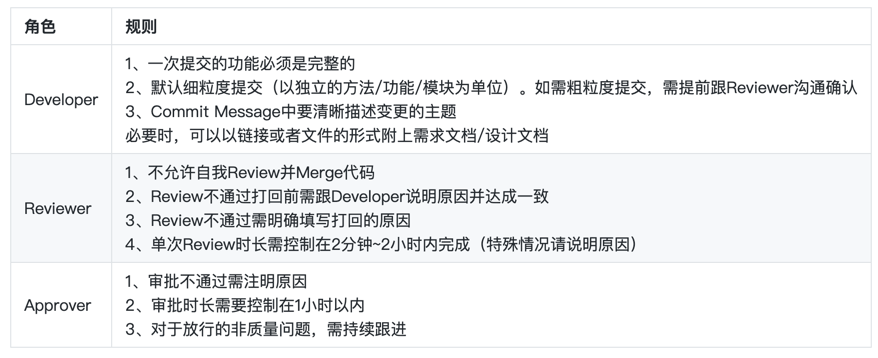 角色 规则
1、一次提交的功能必须是完整的
2、默认细粒度提交（以独立的方法/功能/模块为单位）。如需粗粒度提交，需提前跟Reviewer沟通确认
Developer
3、Commit Message中要清晰描述变更的主题
必要时，可以以链接或者文件的形式附上需求文档/设计文档
1、不允许自我Review并Merge代码
2、Review不通过打回前需跟Developer说明原因并达成一致
Reviewer
3、Review不通过需明确填写打回的原因
4、单次Review时长需控制在2分钟~2小时内完成（特殊情况请说明原因）
1、审批不通过需注明原因
Approver
2、审批时长需要控制在1小时以内
3、对于放行的非质量问题，需持续跟进